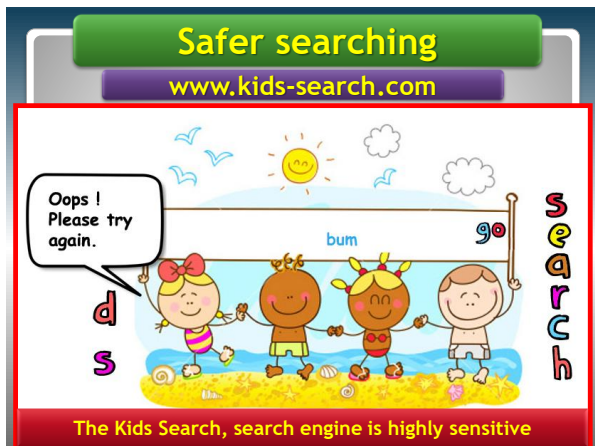 Safer searching
www.kids-search.com
Oops !
Please try
again.
bum
go
d
s
search
The Kids Search, search engine is highly sensitive